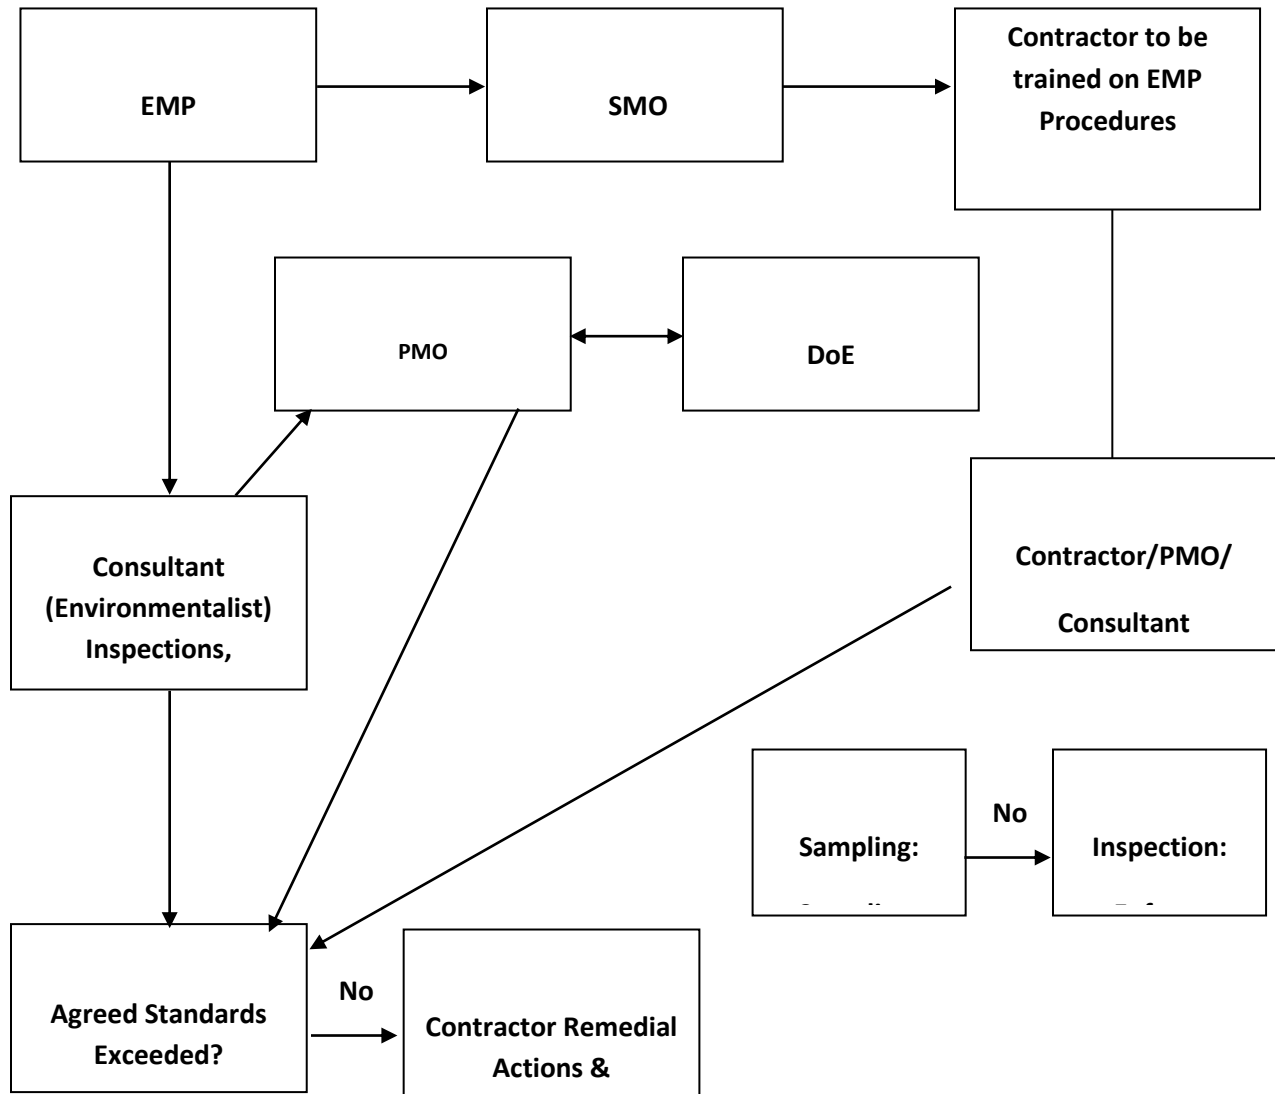 Contractor to be
trained on EMP
Procedures
EMP
SMO
PMO
DoE
Consultant
(Environmentalist)
Inspections,
Contractor/PMO/
Consultant
Sampling:
No
Inspection:
Agreed Standards
Exceeded?
No
Contractor Remedial
Actions &